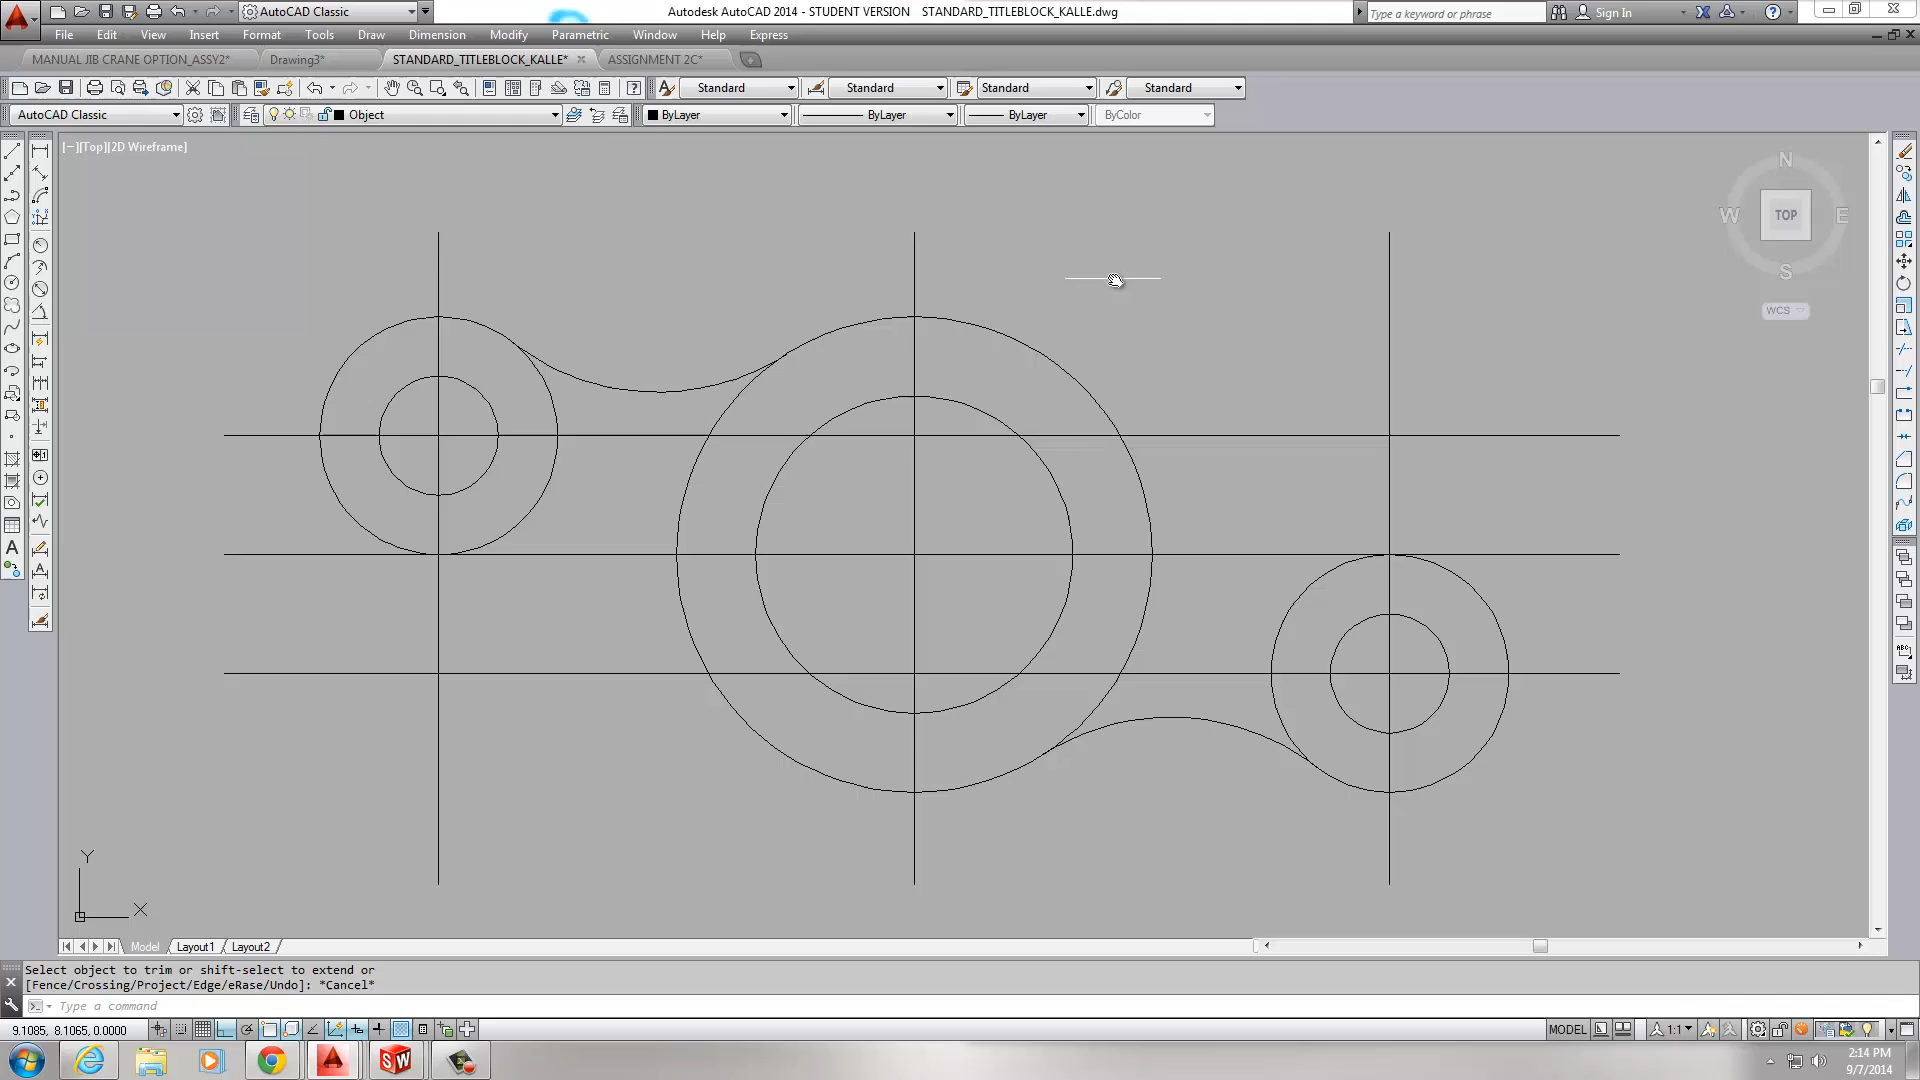 AutoCAD Classic
Autodesk AutoCAD 2014 - STUDENT VERSION STANDARD_TITLEBLOCK_KALLE.dwg
Type a keyword or phrase
Sign In
File Edit View Insert Format Tools Draw Dimension Modify Parametric Window Help Express
MANUAL JIB CRANE OPTION_ASSY2* Drawing3* STANDARD_TITLEBLOCK_KALLE* ASSIGNMENT 2C*
Standard Standard Standard Standard
AutoCAD Classic Object ByLayer ByLayer ByLayer ByColor
[−][Top][2D Wireframe]
N
W TOP E
S
WCS
A
ABC
Y
X
Model Layout1 Layout2
Select object to trim or shift-select to extend or
[Fence/Crossing/Project/Edge/eRase/Undo]: *Cancel*
Type a command
9.1085, 8.1065, 0.0000
MODEL
1:1
SW
2:14 PM
9/7/2014